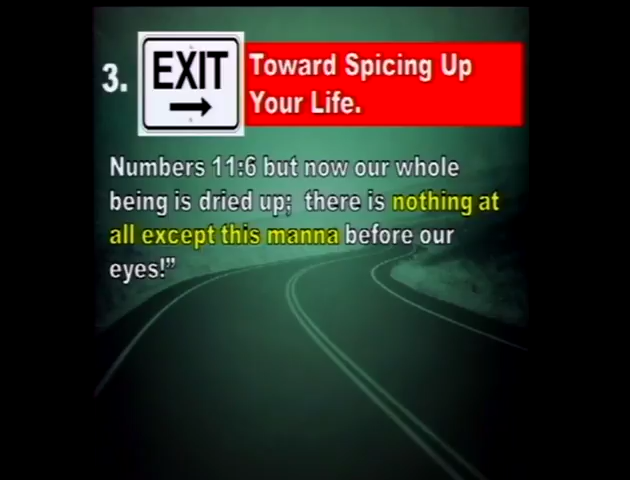 3.
EXIT
Toward Spicing Up
Your Life.
Numbers 11:6 but now our whole
being is dried up;  there is nothing at
all except this manna before our
eyes!”